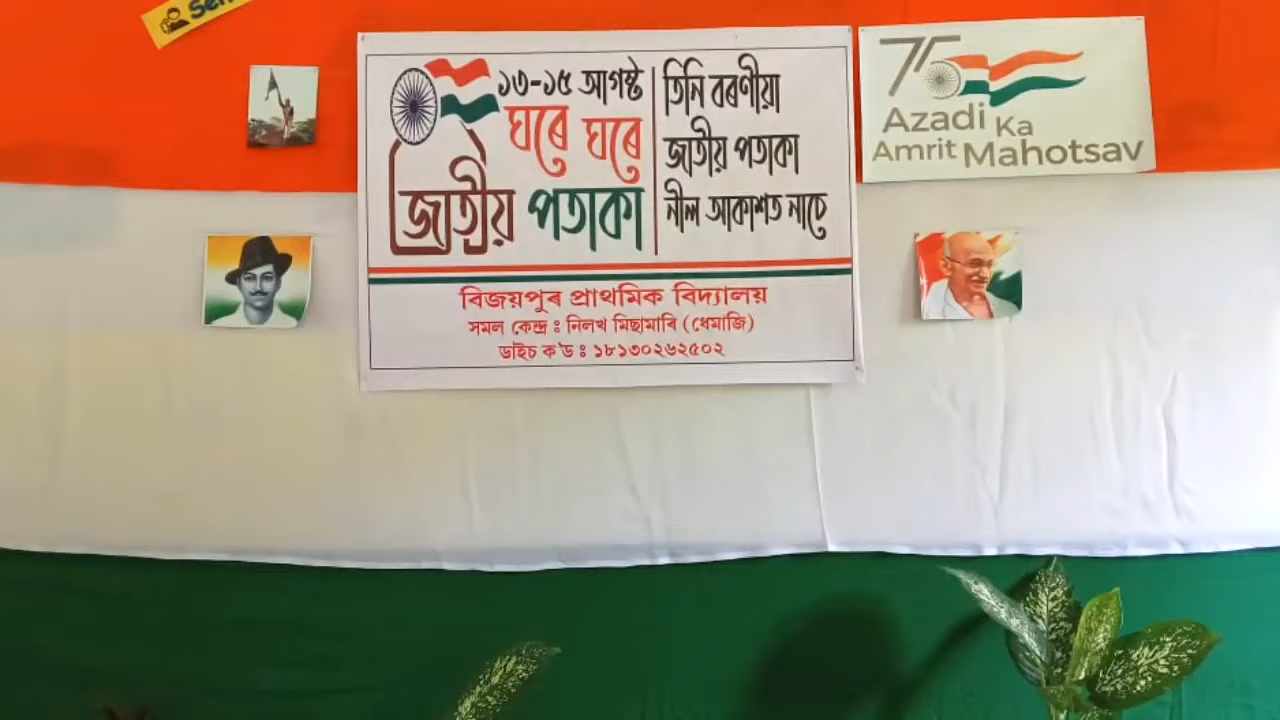 ১৩-১৫ আগষ্ট
ঘৰে ঘৰে
জাতীয় পতাকা
তিনি বৰণীয়া
জাতীয় পতাকা
নীল আকাশত নাচে
বিজয়পুৰ প্ৰাথমিক বিদ্যালয়
সমল কেন্দ্ৰ ঃ নিলখ মিছামাৰি (ধেমাজি)
ডাইচ ক'ড ঃ ১৮১৩০২৬২৫০২
75
Azadi Ka
Amrit Mahotsav